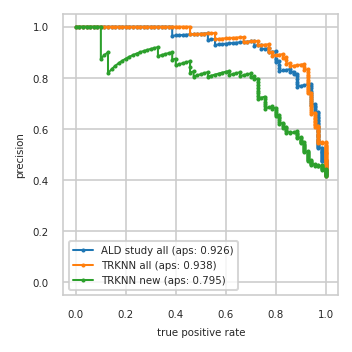 1.0
0.8
0.6
0.4
0.2
0.0
precision
ALD study all (aps: 0.926)
TRKNN all (aps: 0.938)
TRKNN new (aps: 0.795)
0.0 0.2 0.4 0.6 0.8 1.0
true positive rate